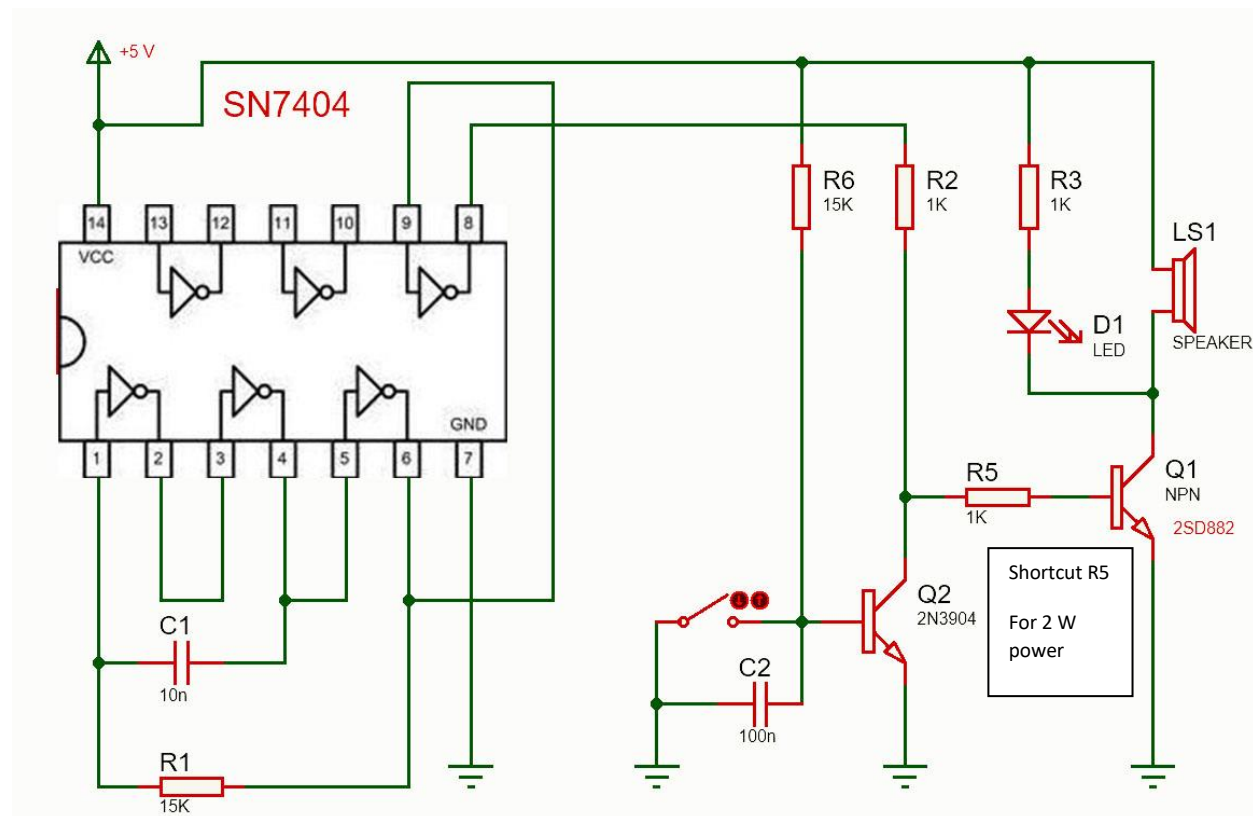 +5 V
SN7404
14
13
12
11
10
9
8
VCC
GND
1
2
3
4
5
6
7
C1
10n
R1
15K
R6
15K
R2
1K
R3
1K
LS1
SPEAKER
D1
LED
R5
1K
Q1
NPN
2SD882
Q2
2N3904
C2
100n
Shortcut R5
For 2 W
power